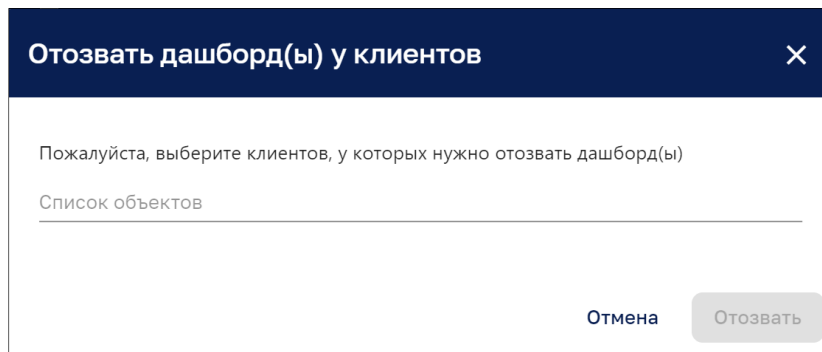 Отозвать дашборд(ы) у клиентов
Пожалуйста, выберите клиентов, у которых нужно отозвать дашборд(ы)
Список объектов
Отмена Отозвать